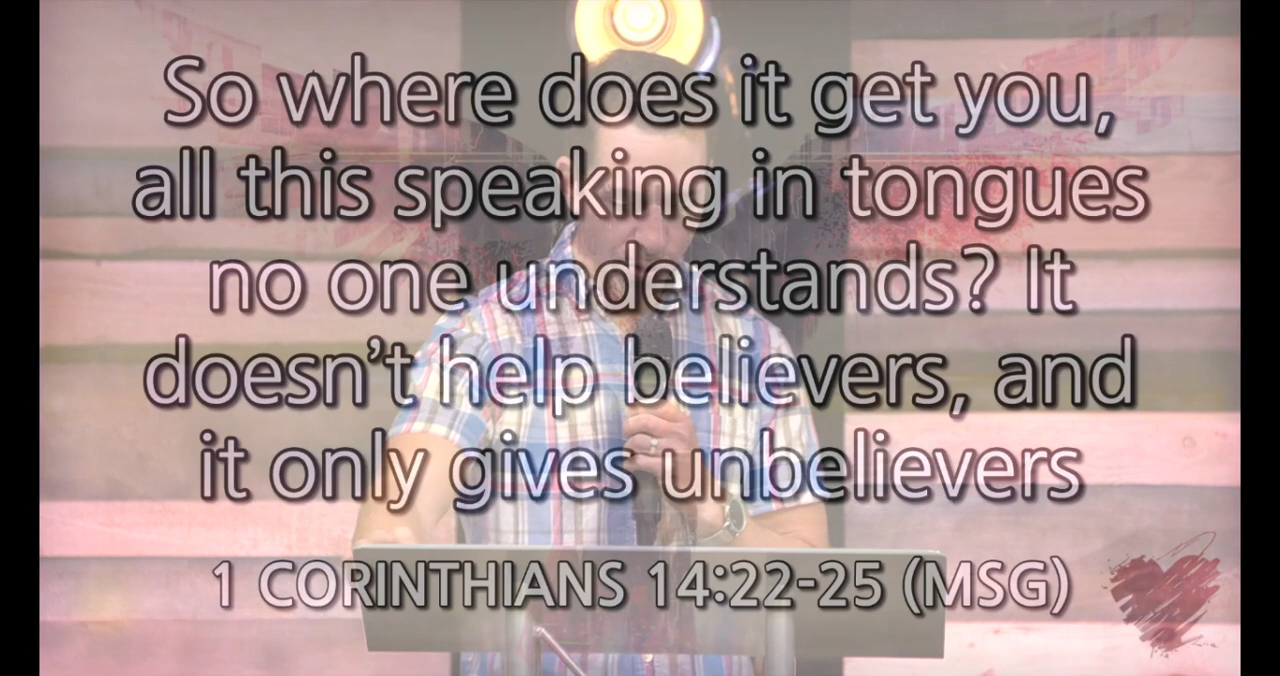 So where does it get you,
all this speaking in tongues
no one understands? It
doesn’t help believers, and
it only gives unbelievers
1 CORINTHIANS 14:22-25 (MSG)